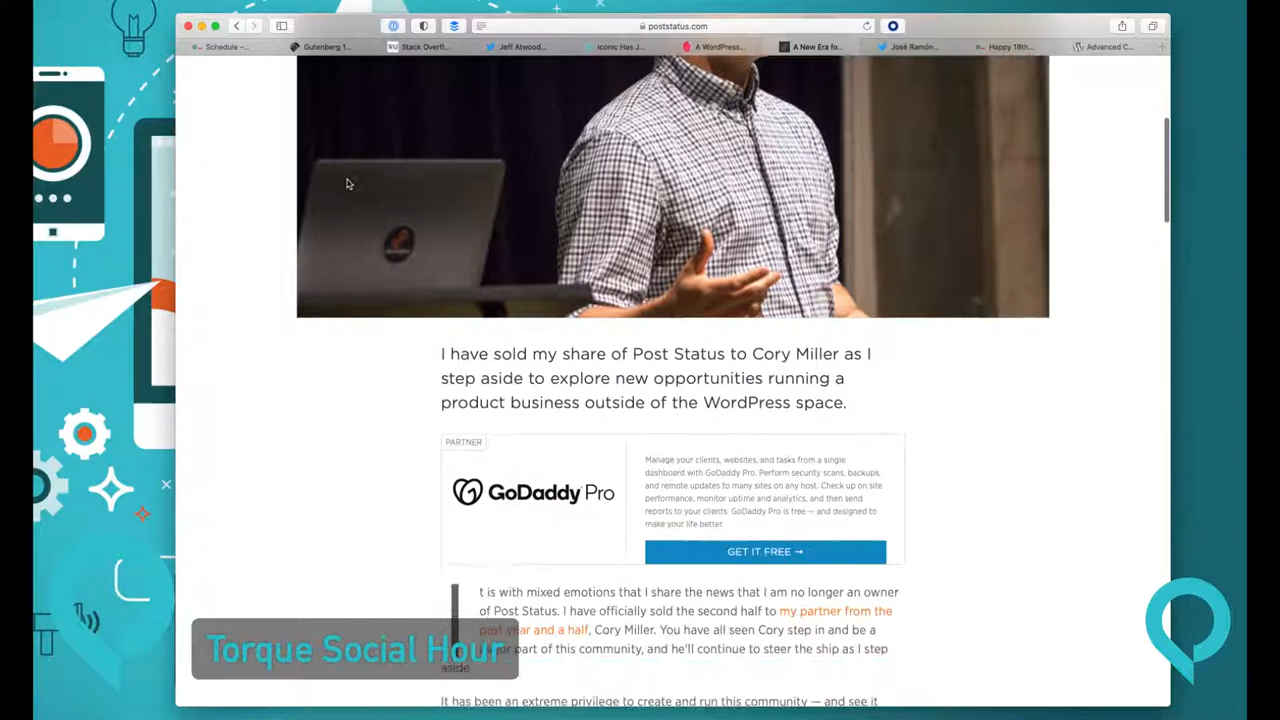 poststatus.com
Schedule –...
Gutenberg 1...
Stack Overfl...
Jeff Atwood...
Iconic Has J...
A WordPress...
A New Era fo...
José Ramón...
Happy 18th...
Advanced C...
I have sold my share of Post Status to Cory Miller as I
step aside to explore new opportunities running a
product business outside of the WordPress space.
PARTNER
GoDaddy Pro
Manage your clients, websites, and tasks from a single
dashboard with GoDaddy Pro. Perform security scans, backups,
and remote updates to many sites on any host. Check up on site
performance, monitor uptime and analytics, and then send
reports to your clients. GoDaddy Pro is free — and designed to
make your life better.
GET IT FREE →
It is with mixed emotions that I share the news that I am no longer an owner
of Post Status. I have officially sold the second half to my partner from the
past year and a half, Cory Miller. You have all seen Cory step in and be a
part of this community, and he'll continue to steer the ship as I step
aside
It has been an extreme privilege to create and run this community — and see it
Torque Social Hour